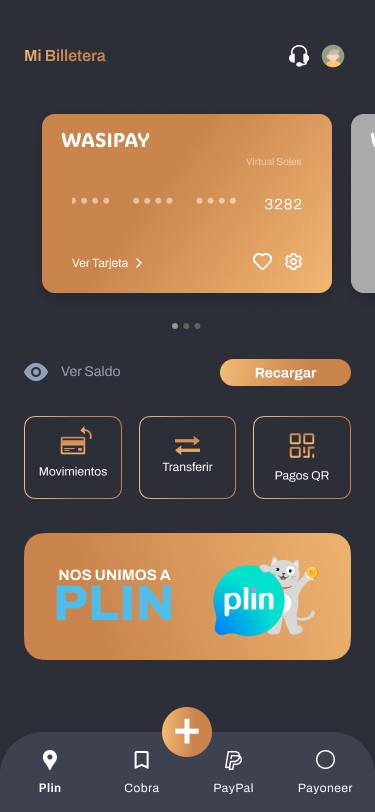 Mi Billetera
WASIPAY
Virtual Soles
3282
Ver Tarjeta
Ver Saldo
Recargar
Movimientos
Transferir
Pagos QR
NOS UNIMOS A
PLIN
plin
Plin
Cobra
PayPal
Payoneer